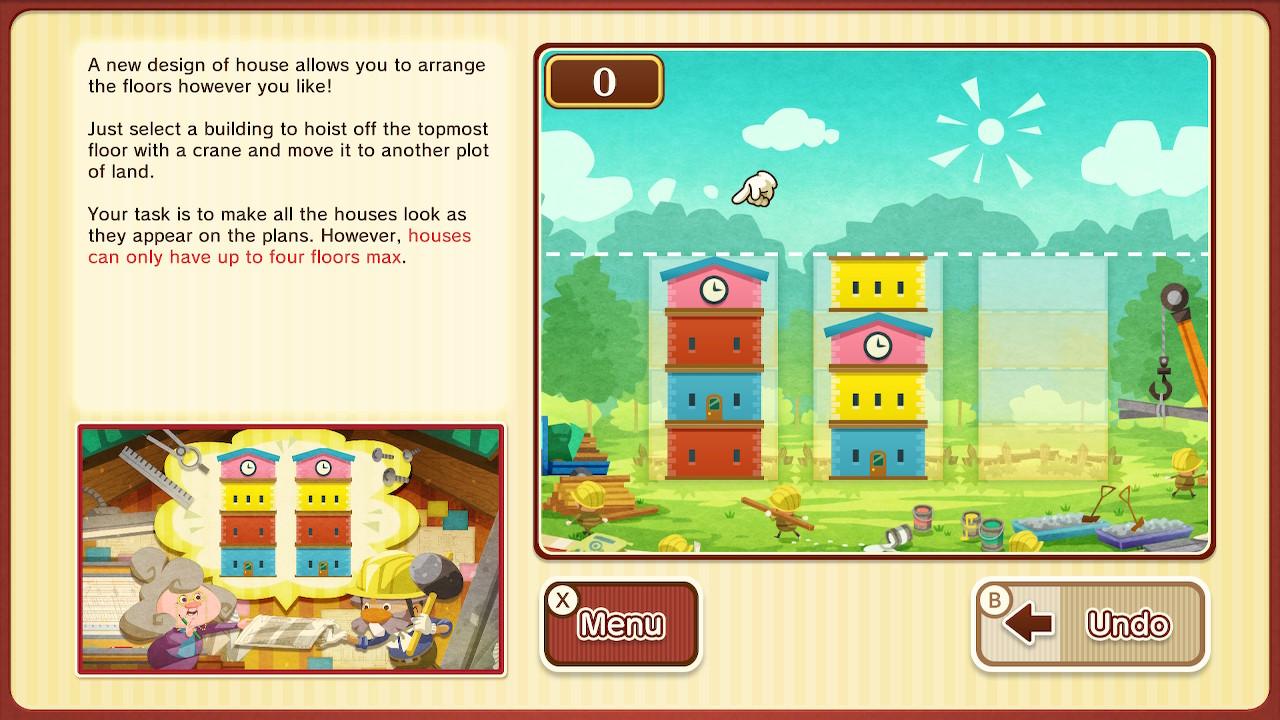 A new design of house allows you to arrange
the floors however you like!
Just select a building to hoist off the topmost
floor with a crane and move it to another plot
of land.
Your task is to make all the houses look as
they appear on the plans. However, houses
can only have up to four floors max.
0
X
Menu
B
Undo